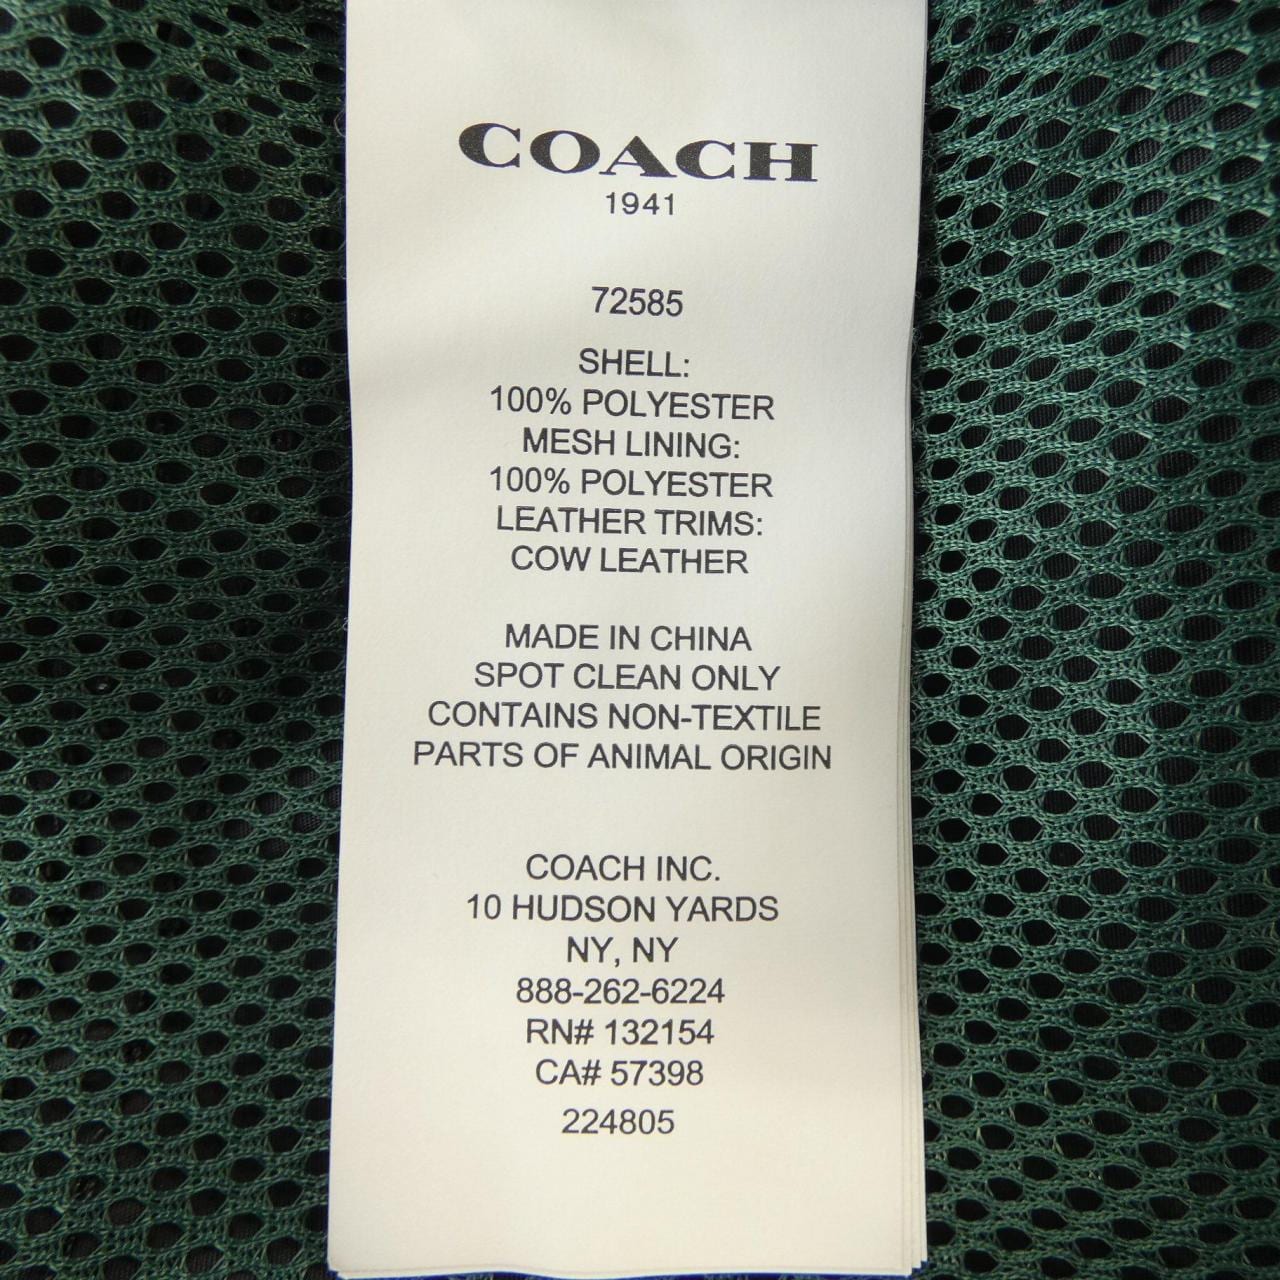 COACH
1941
72585
SHELL:
100% POLYESTER
MESH LINING:
100% POLYESTER
LEATHER TRIMS:
COW LEATHER
MADE IN CHINA
SPOT CLEAN ONLY
CONTAINS NON-TEXTILE
PARTS OF ANIMAL ORIGIN
COACH INC.
10 HUDSON YARDS
NY, NY
888-262-6224
RN# 132154
CA# 57398
224805